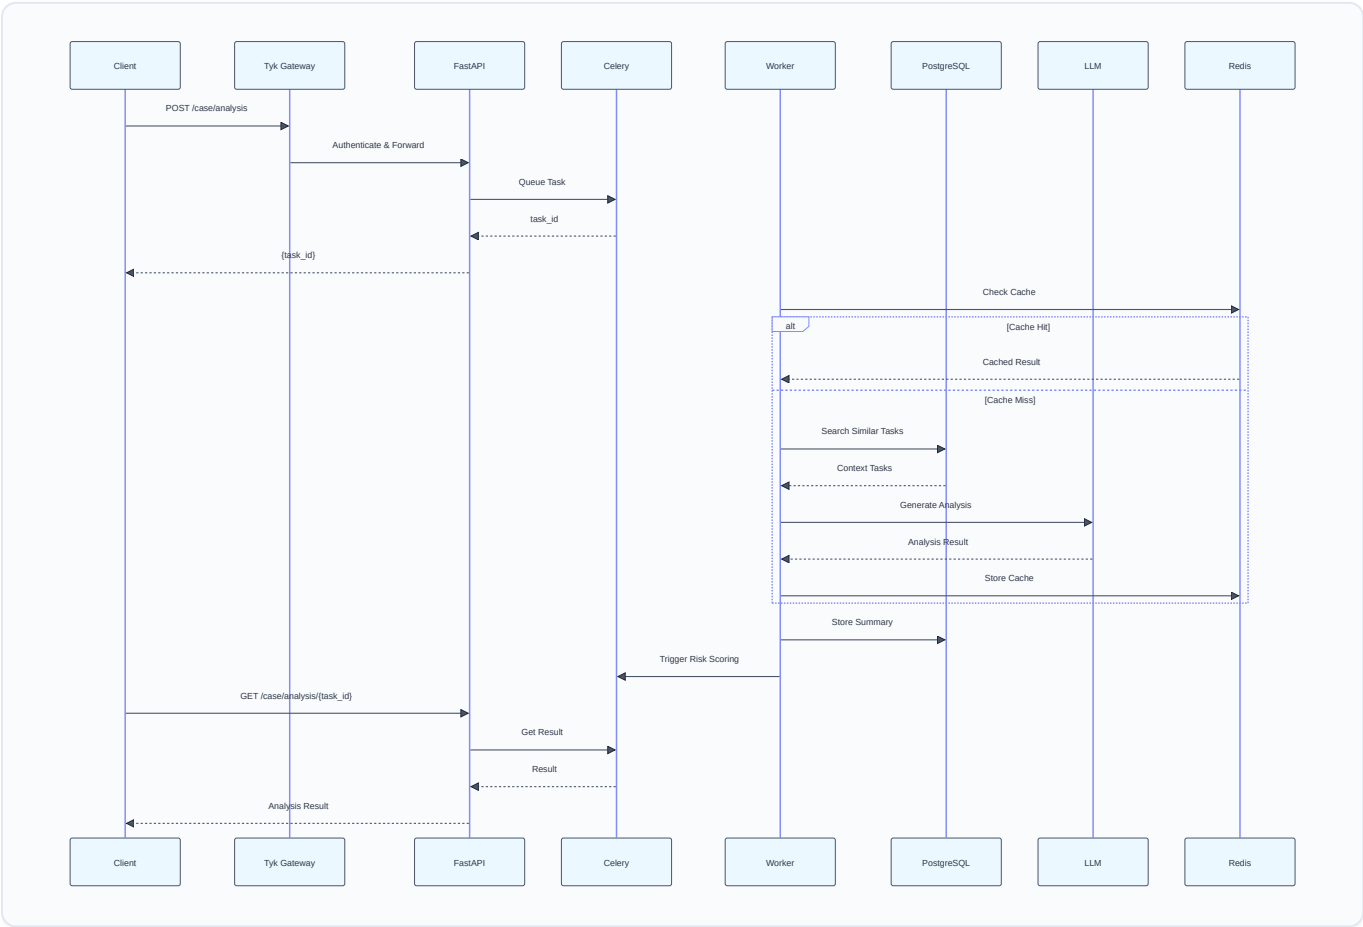 Client
Tyk Gateway
FastAPI
Celery
Worker
PostgreSQL
LLM
Redis
POST /case/analysis
Authenticate & Forward
Queue Task
task_id
{task_id}
Check Cache
alt
[Cache Hit]
Cached Result
[Cache Miss]
Search Similar Tasks
Context Tasks
Generate Analysis
Analysis Result
Store Cache
Store Summary
Trigger Risk Scoring
GET /case/analysis/{task_id}
Get Result
Result
Analysis Result
Client
Tyk Gateway
FastAPI
Celery
Worker
PostgreSQL
LLM
Redis